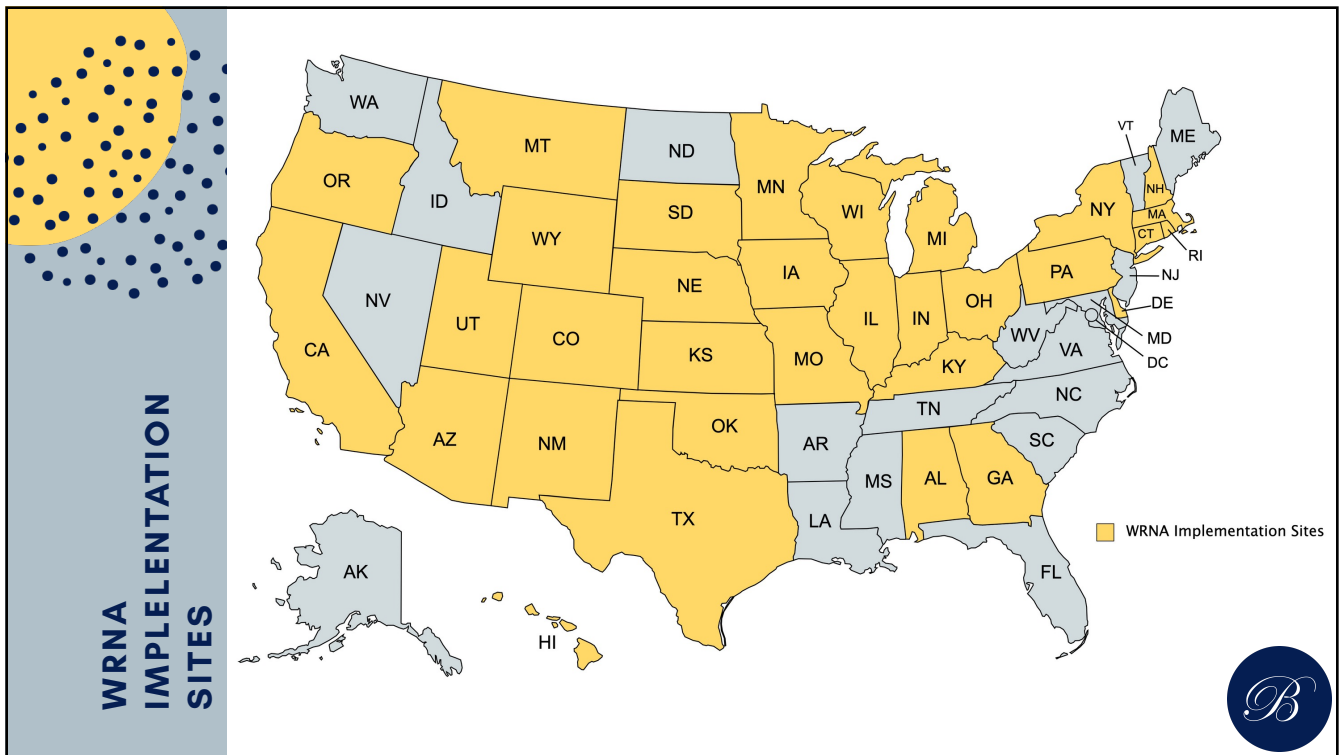 WRNA
IMPLELENTATION
SITES
WA
MT
ND
VT
ME
OR
ID
MN
NH
SD
WI
NY
MA
WY
MI
CT
RI
IA
PA
NJ
NE
NV
OH
DE
UT
IL
IN
CO
WV
MD
CA
KS
MO
VA
DC
KY
NC
TN
OK
AZ
NM
AR
SC
MS
AL
GA
TX
LA
WRNA Implementation Sites
AK
FL
HI
B